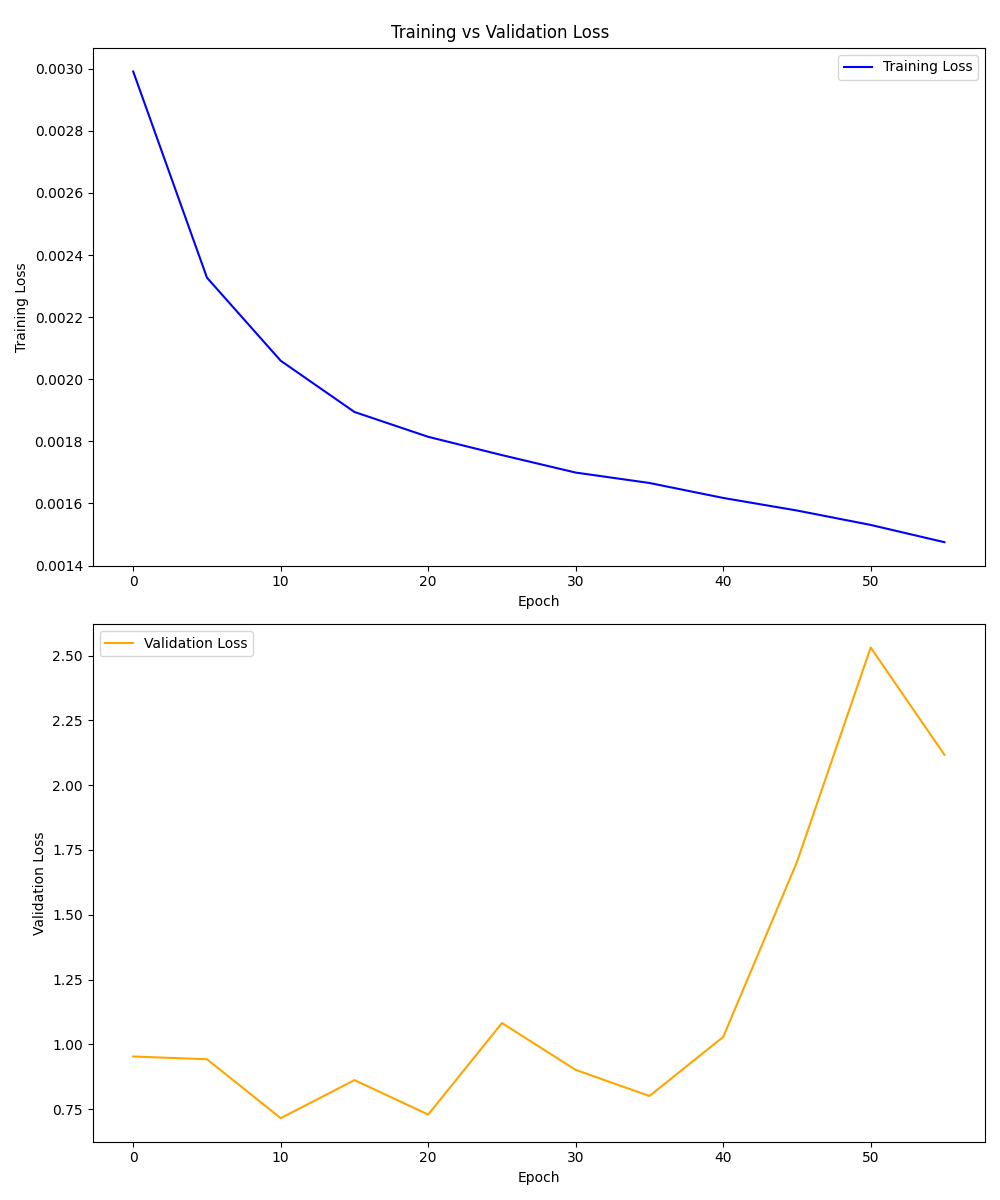 Training vs Validation Loss
Training Loss
0.0030
0.0028
0.0026
0.0024
0.0022
0.0020
0.0018
0.0016
0.0014
Training Loss
0 10 20 30 40 50
Epoch
Validation Loss
2.50
2.25
2.00
1.75
1.50
1.25
1.00
0.75
Validation Loss
0 10 20 30 40 50
Epoch